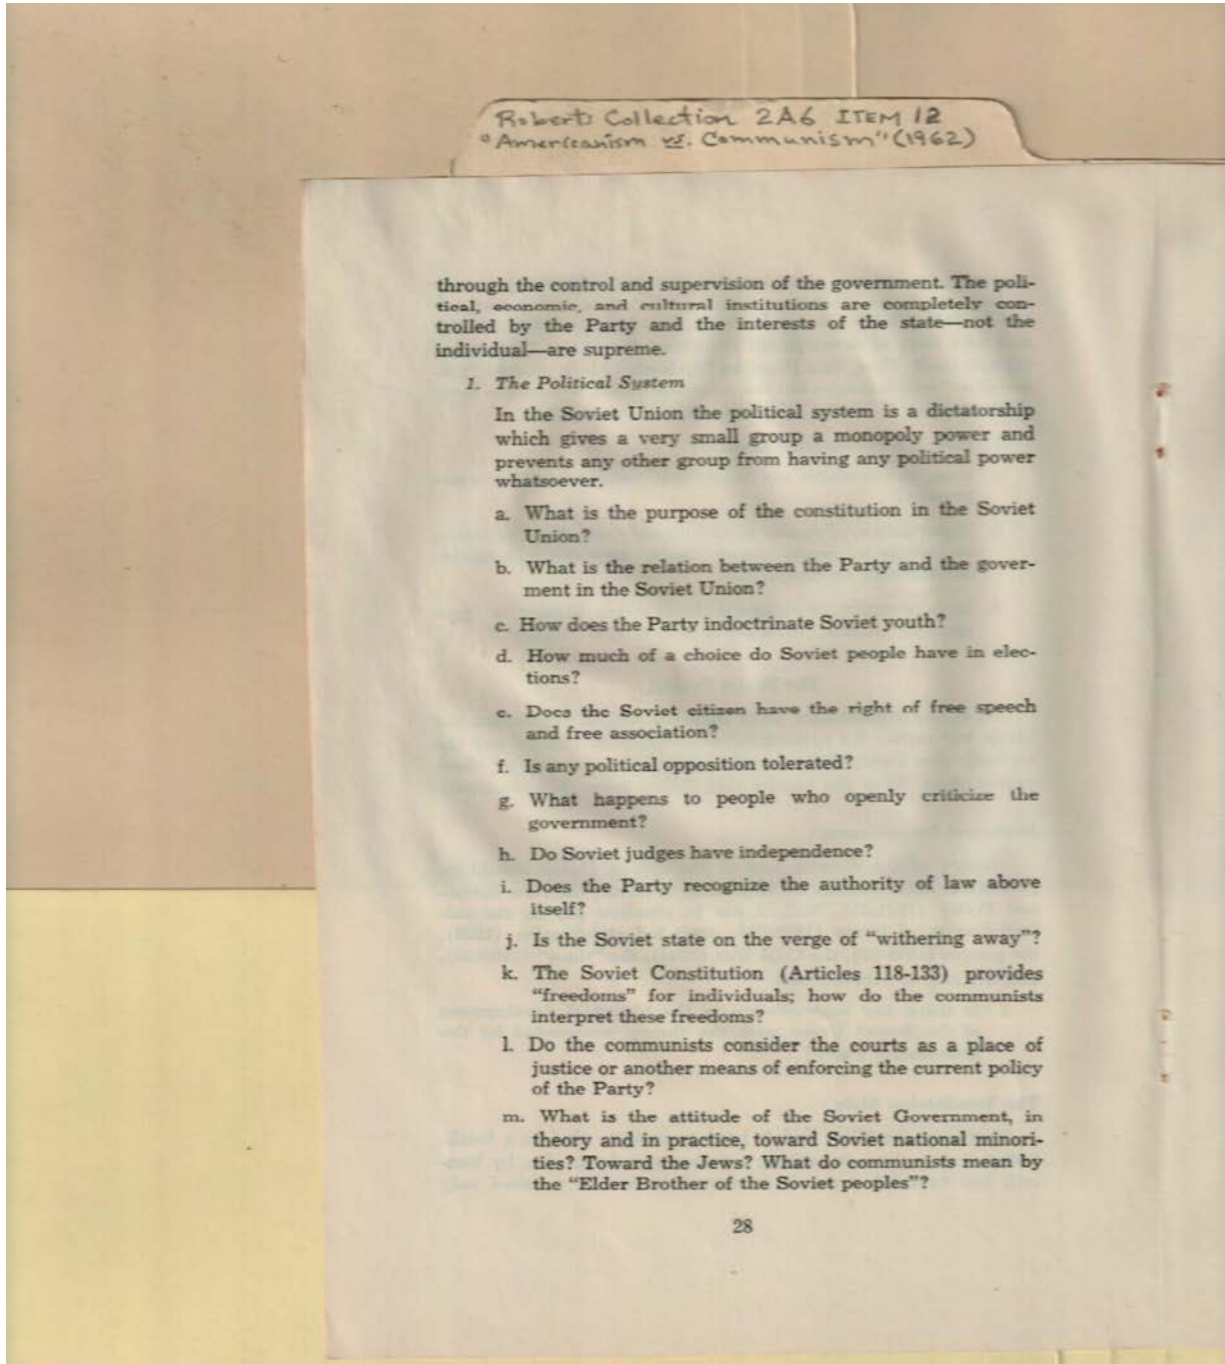 Roberts Collection 2A6 ITEM 12
"Americanism vs. Communism" (1962)
through the control and supervision of the government. The poli-
tical, economic, and cultural institutions are completely con-
trolled by the Party and the interests of the state—not the
individual—are supreme.
1. The Political System
In the Soviet Union the political system is a dictatorship
which gives a very small group a monopoly power and
prevents any other group from having any political power
whatsoever.
a. What is the purpose of the constitution in the Soviet
Union?
b. What is the relation between the Party and the gover-
ment in the Soviet Union?
c. How does the Party indoctrinate Soviet youth?
d. How much of a choice do Soviet people have in elec-
tions?
e. Does the Soviet citizen have the right of free speech
and free association?
f. Is any political opposition tolerated?
g. What happens to people who openly criticize the
government?
h. Do Soviet judges have independence?
i. Does the Party recognize the authority of law above
itself?
j. Is the Soviet state on the verge of “withering away”?
k. The Soviet Constitution (Articles 118-133) provides
“freedoms” for individuals; how do the communists
interpret these freedoms?
l. Do the communists consider the courts as a place of
justice or another means of enforcing the current policy
of the Party?
m. What is the attitude of the Soviet Government, in
theory and in practice, toward Soviet national minori-
ties? Toward the Jews? What do communists mean by
the “Elder Brother of the Soviet peoples”?
28